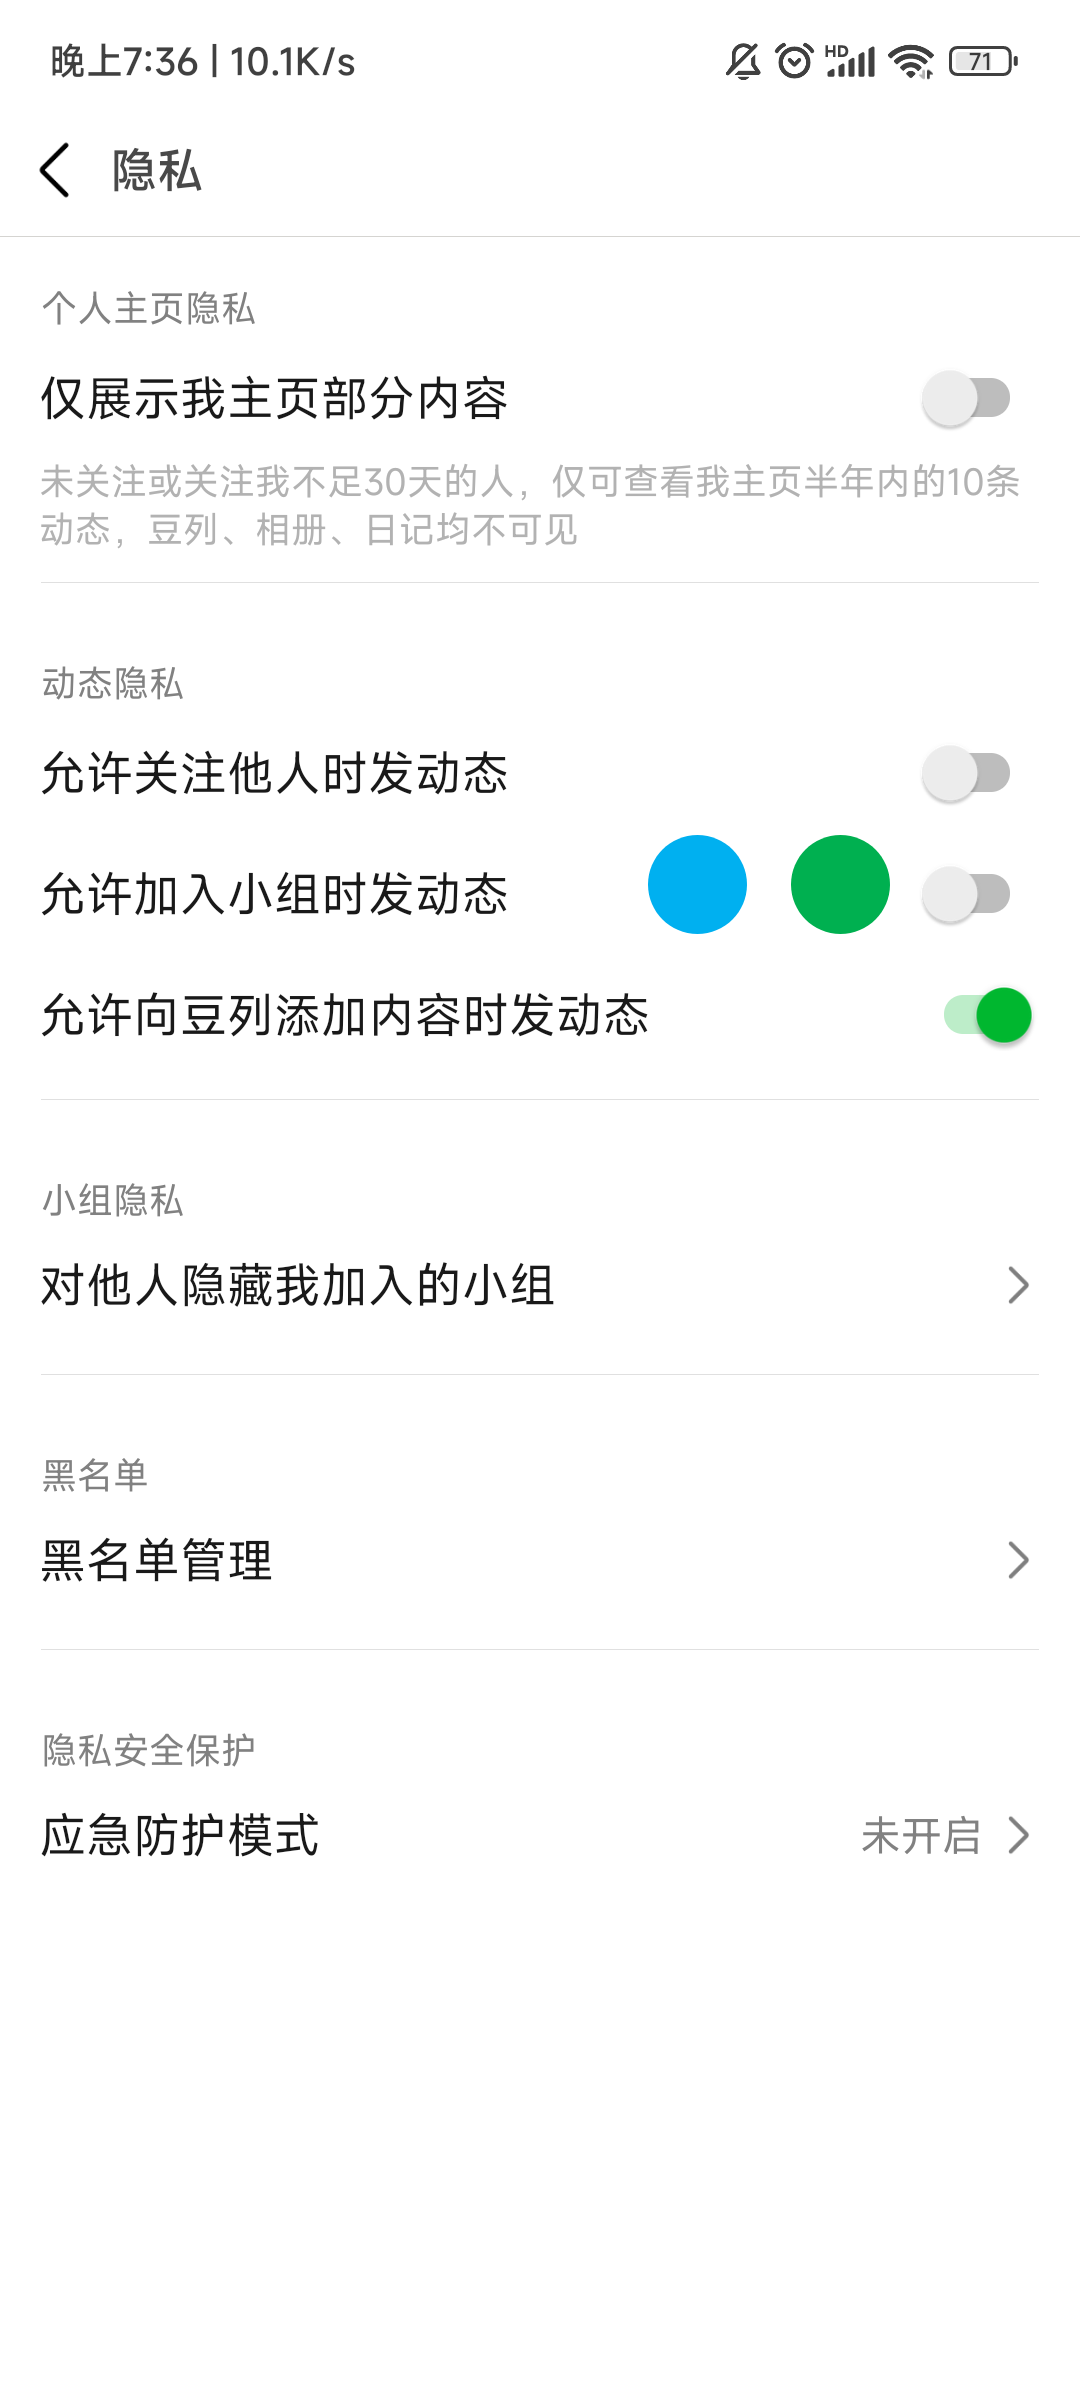 晚上7:36 | 10.1K/s
HD
71
隐私
个人主页隐私
仅展示我主页部分内容
未关注或关注我不足30天的人，仅可查看我主页半年内的10条
动态，豆列、相册、日记均不可见
动态隐私
允许关注他人时发动态
允许加入小组时发动态
允许向豆列添加内容时发动态
小组隐私
对他人隐藏我加入的小组
黑名单
黑名单管理
隐私安全保护
应急防护模式
未开启